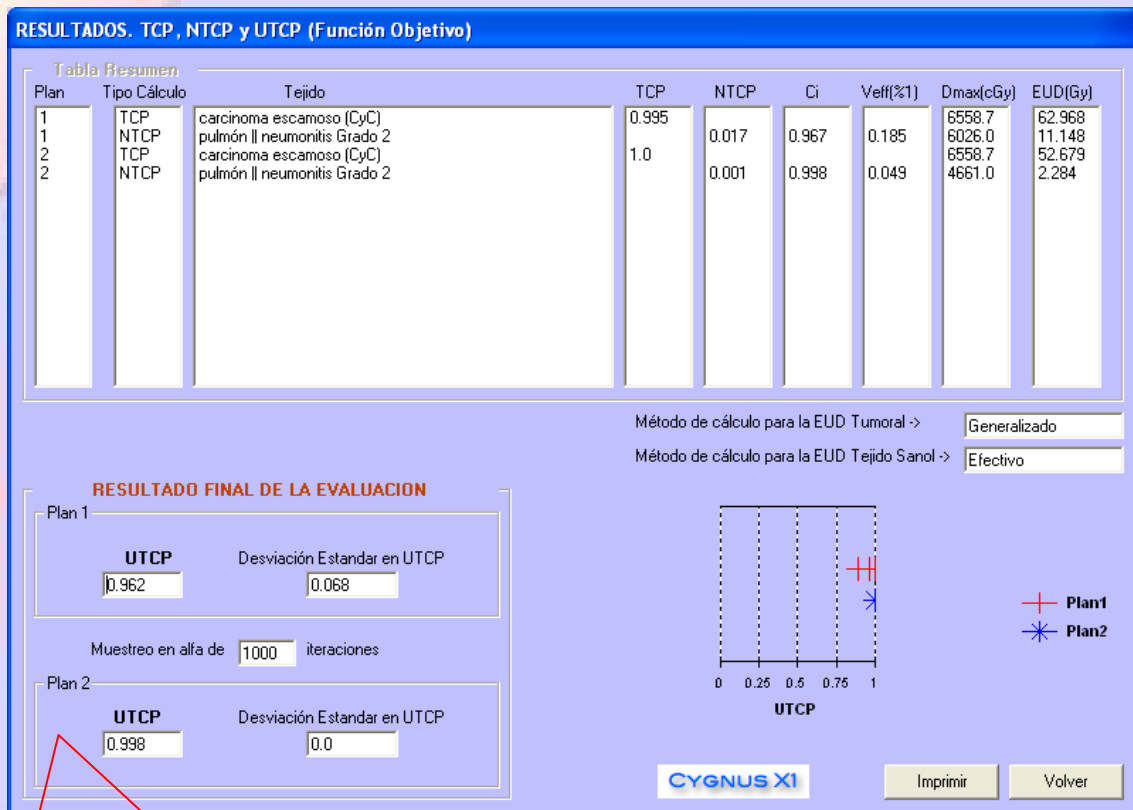 RESULTADOS. TCP, NTCP y UTCP (Función Objetivo)
Tabla Resumen
Plan Tipo Cálculo Tejido TCP NTCP Ci Veff(%1) Dmax(cGy) EUD(Gy)
1 TCP carcinoma escamoso (CyC) 0.995 6558.7 62.968
1 NTCP pulmón || neumonitis Grado 2 0.017 0.967 0.185 6026.0 11.148
2 TCP carcinoma escamoso (CyC) 1.0 6558.7 52.679
2 NTCP pulmón || neumonitis Grado 2 0.001 0.998 0.049 4661.0 2.284
Método de cálculo para la EUD Tumoral -> Generalizado
Método de cálculo para la EUD Tejido Sanol -> Efectivo
RESULTADO FINAL DE LA EVALUACION
Plan 1
UTCP Desviación Estandar en UTCP
0.962 0.068
Muestreo en alfa de 1000 iteraciones
Plan 2
UTCP Desviación Estandar en UTCP
0.998 0.0
Plan1
Plan2
0 0.25 0.5 0.75 1
UTCP
CYGNUS X1
Imprimir Volver